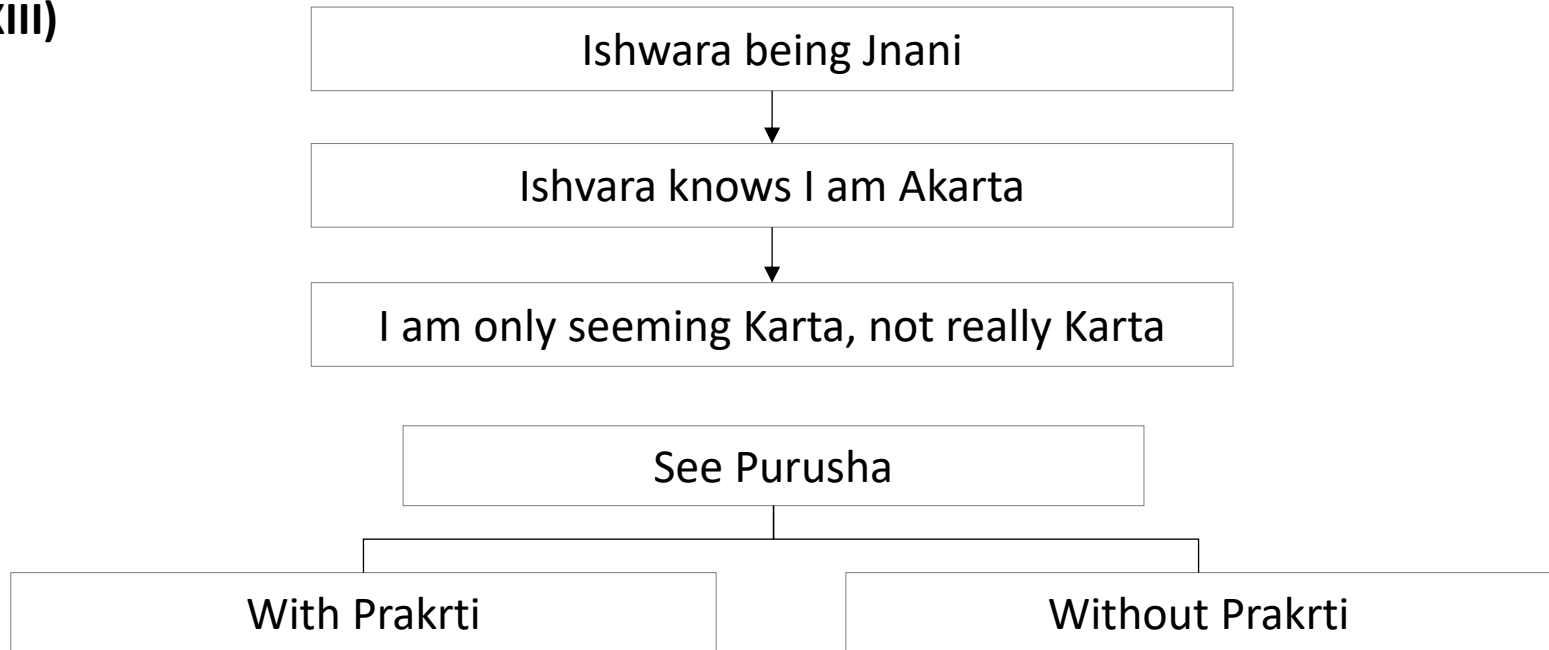 XIII)
Ishwara being Jnani
Ishvara knows I am Akarta
I am only seeming Karta, not really Karta
See Purusha
With Prakrti
Without Prakrti